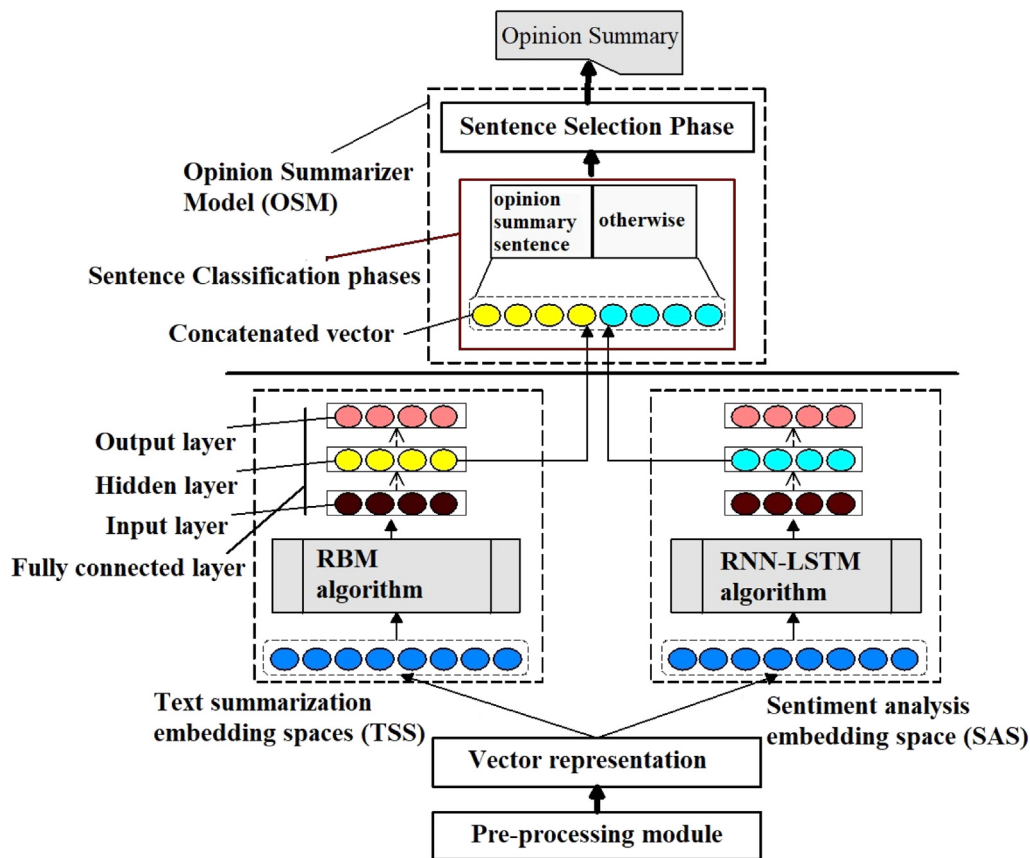 Opinion Summary
Sentence Selection Phase
Opinion Summarizer
Model (OSM)
opinion
summary
sentence
otherwise
Sentence Classification phases
Concatenated vector
Output layer
Hidden layer
Input layer
Fully connected layer
RBM
algorithm
RNN-LSTM
algorithm
Text summarization
embedding spaces (TSS)
Sentiment analysis
embedding space (SAS)
Vector representation
Pre-processing module